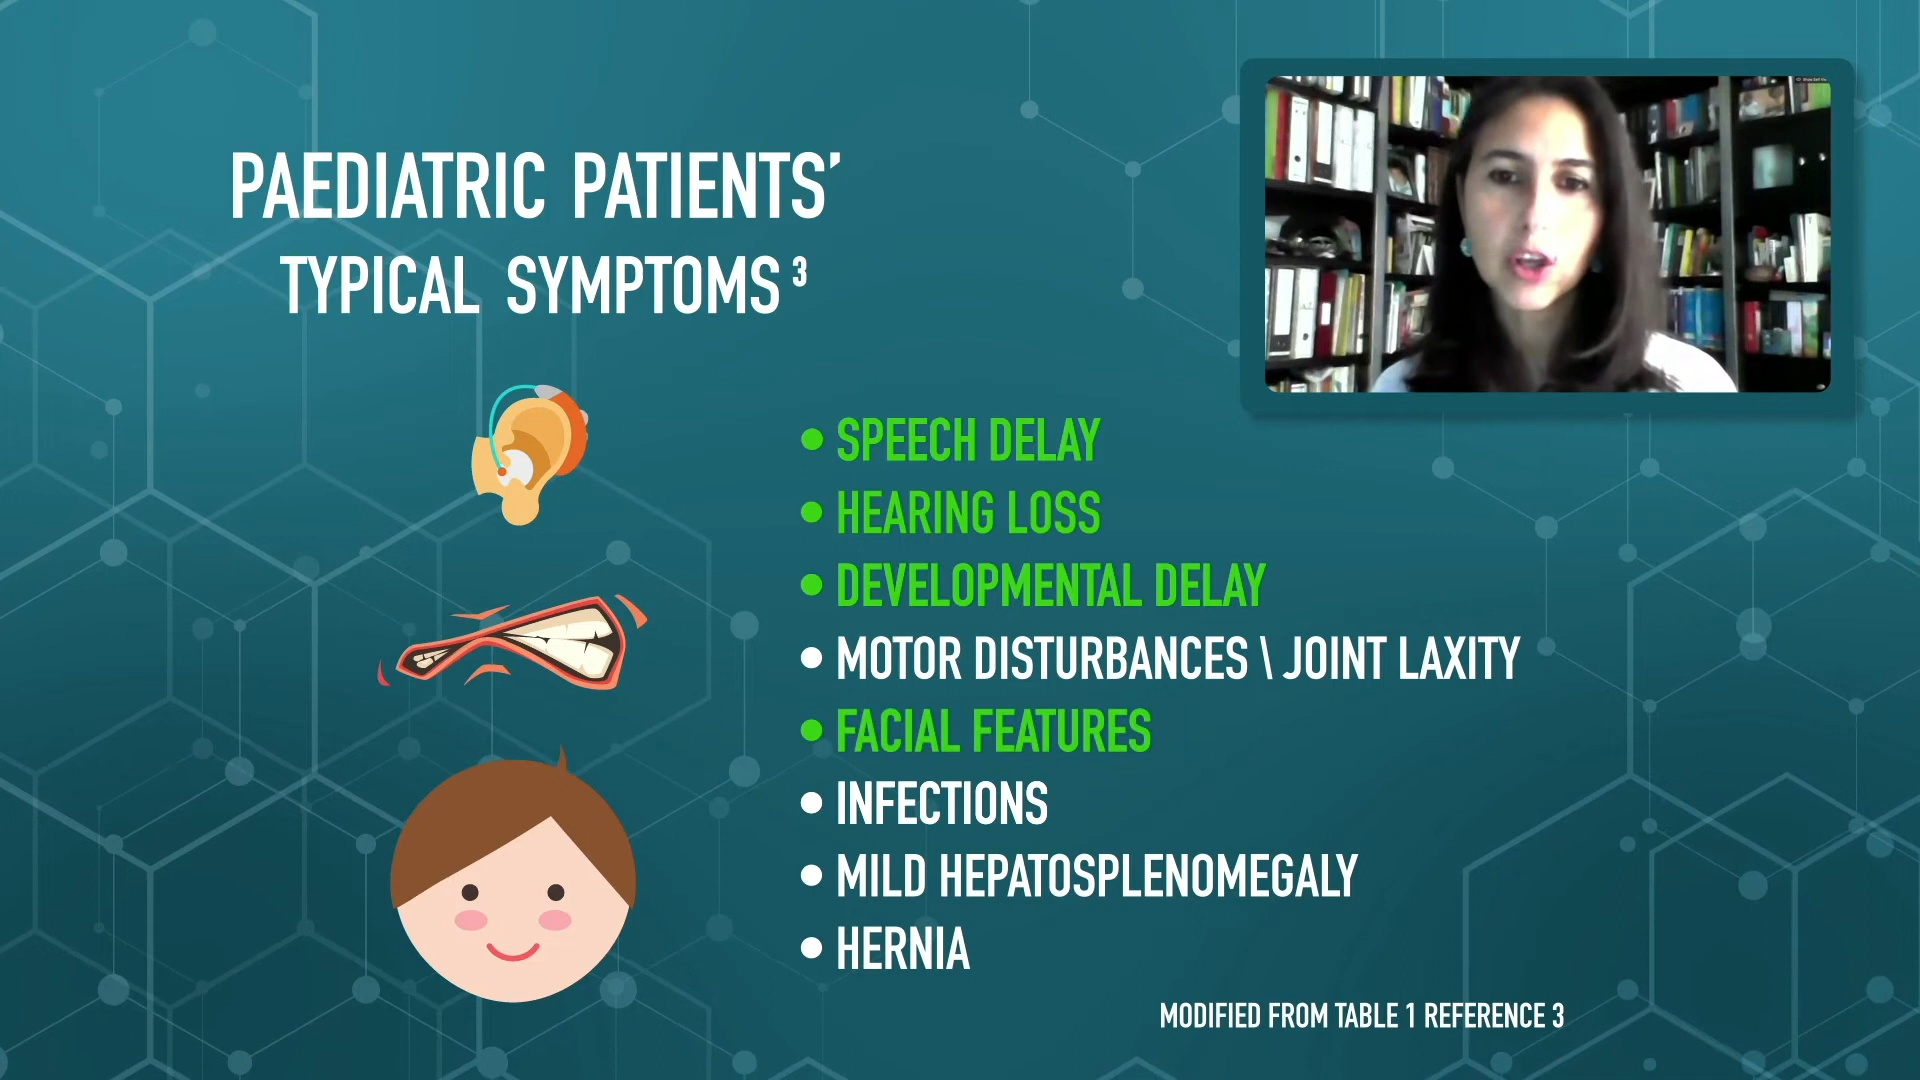 PAEDIATRIC PATIENTS'
TYPICAL SYMPTOMS ³
• SPEECH DELAY
• HEARING LOSS
• DEVELOPMENTAL DELAY
• MOTOR DISTURBANCES \ JOINT LAXITY
• FACIAL FEATURES
• INFECTIONS
• MILD HEPATOSPLENOMEGALY
• HERNIA
MODIFIED FROM TABLE 1 REFERENCE 3